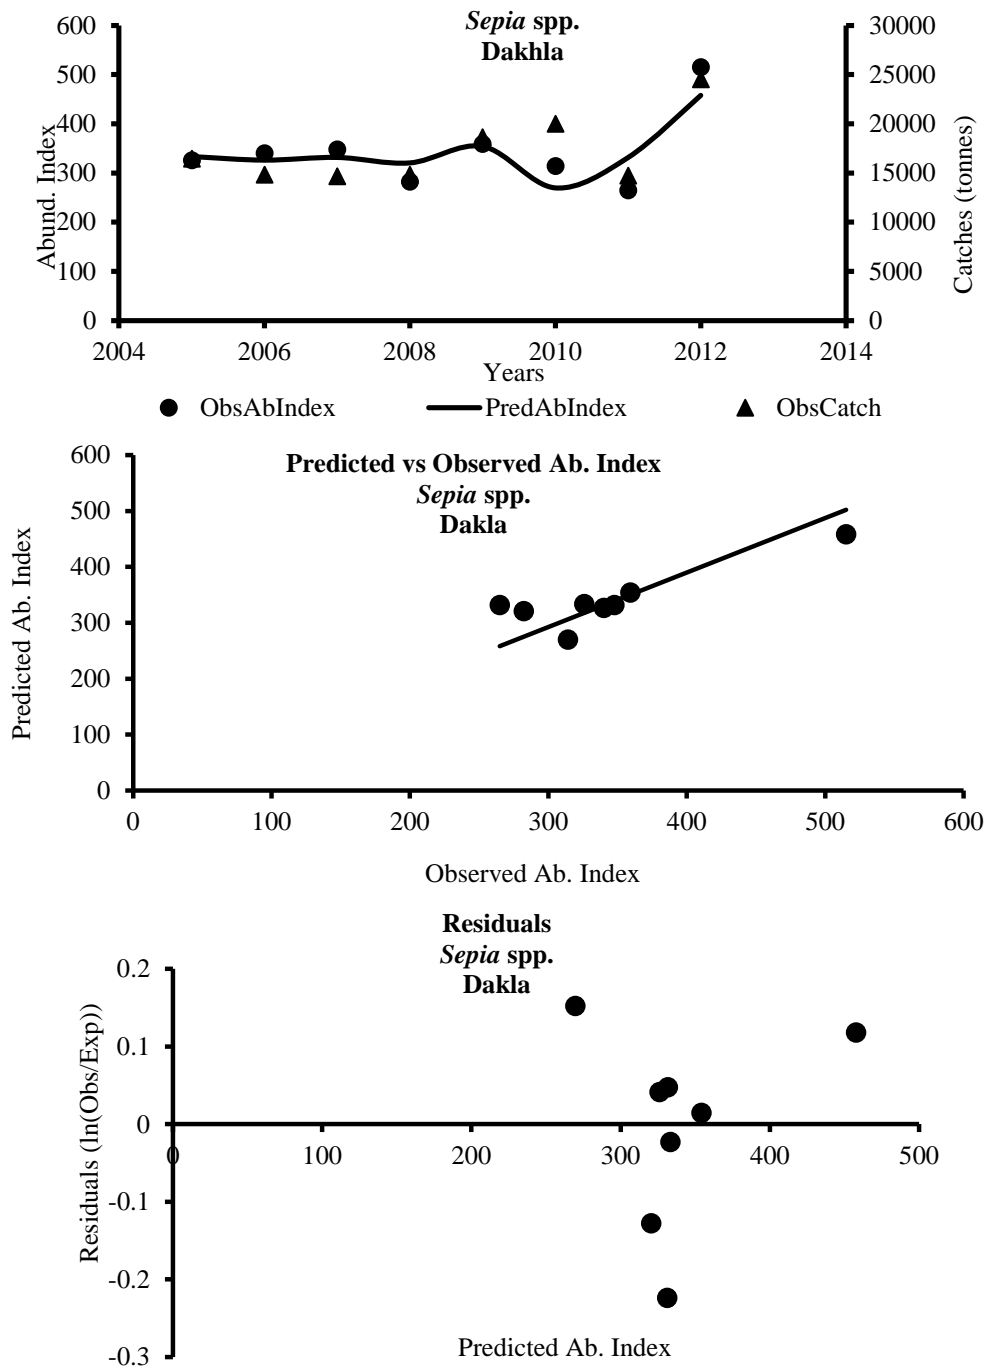 Sepia spp.
Dakhla
600
500
400
300
200
100
0
Abund. Index
30000
25000
20000
15000
10000
5000
0
Catches (tonnes)
2004 2006 2008 2010 2012 2014
Years
ObsAbIndex PredAbIndex ObsCatch
Predicted vs Observed Ab. Index
Sepia spp.
Dakla
600
500
400
300
200
100
0
Predicted Ab. Index
0 100 200 300 400 500 600
Observed Ab. Index
Residuals
Sepia spp.
Dakla
0.2
0.1
0
-0.1
-0.2
-0.3
Residuals (ln(Obs/Exp))
0 100 200 300 400 500
Predicted Ab. Index